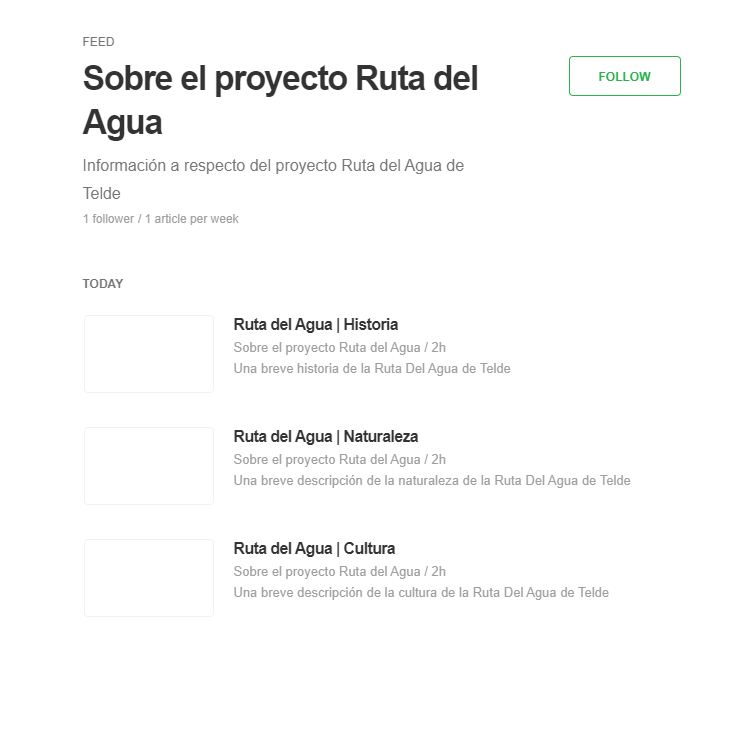 FEED
Sobre el proyecto Ruta del
Agua
FOLLOW
Información a respecto del proyecto Ruta del Agua de
Telde
1 follower / 1 article per week
TODAY
Ruta del Agua | Historia
Sobre el proyecto Ruta del Agua / 2h
Una breve historia de la Ruta Del Agua de Telde
Ruta del Agua | Naturaleza
Sobre el proyecto Ruta del Agua / 2h
Una breve descripción de la naturaleza de la Ruta Del Agua de Telde
Ruta del Agua | Cultura
Sobre el proyecto Ruta del Agua / 2h
Una breve descripción de la cultura de la Ruta Del Agua de Telde